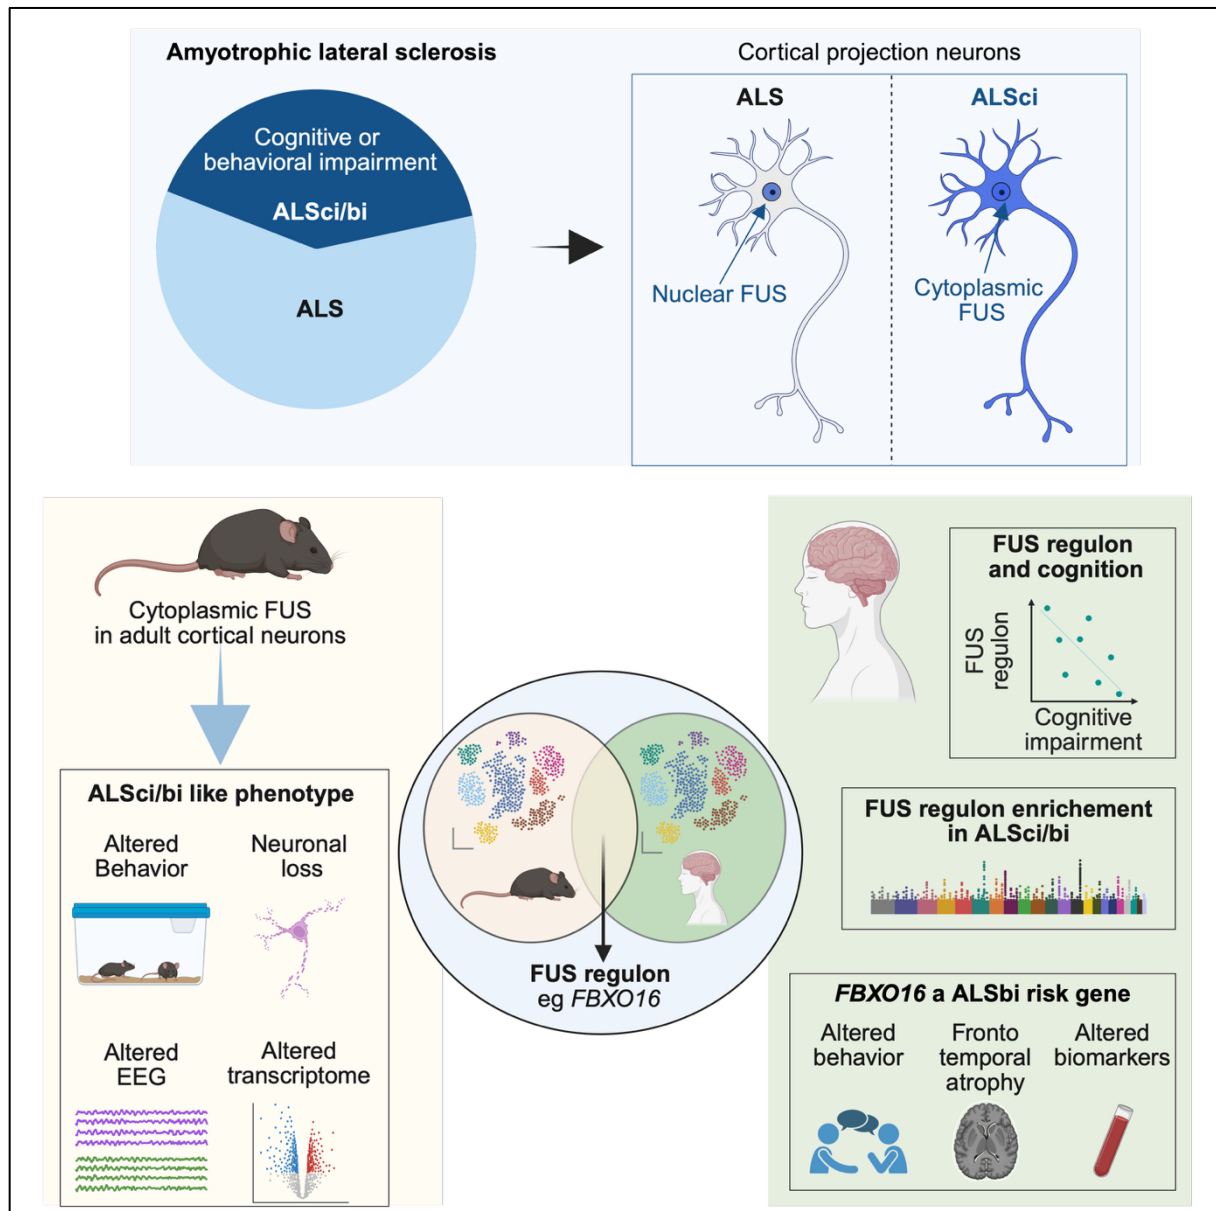 Amyotrophic lateral sclerosis
Cognitive or
behavioral impairment
ALSci/bi
ALS
Cortical projection neurons
ALS
ALSci
Nuclear FUS
Cytoplasmic
FUS
Cytoplasmic FUS
in adult cortical neurons
ALSci/bi like phenotype
Altered
Behavior
Neuronal
loss
Altered
EEG
Altered
transcriptome
FUS regulon
eg FBXO16
FUS regulon
and cognition
FUS
regulon
Cognitive
impairment
FUS regulon enrichement
in ALSci/bi
FBXO16 a ALSbi risk gene
Altered
behavior
Fronto
temporal
atrophy
Altered
biomarkers